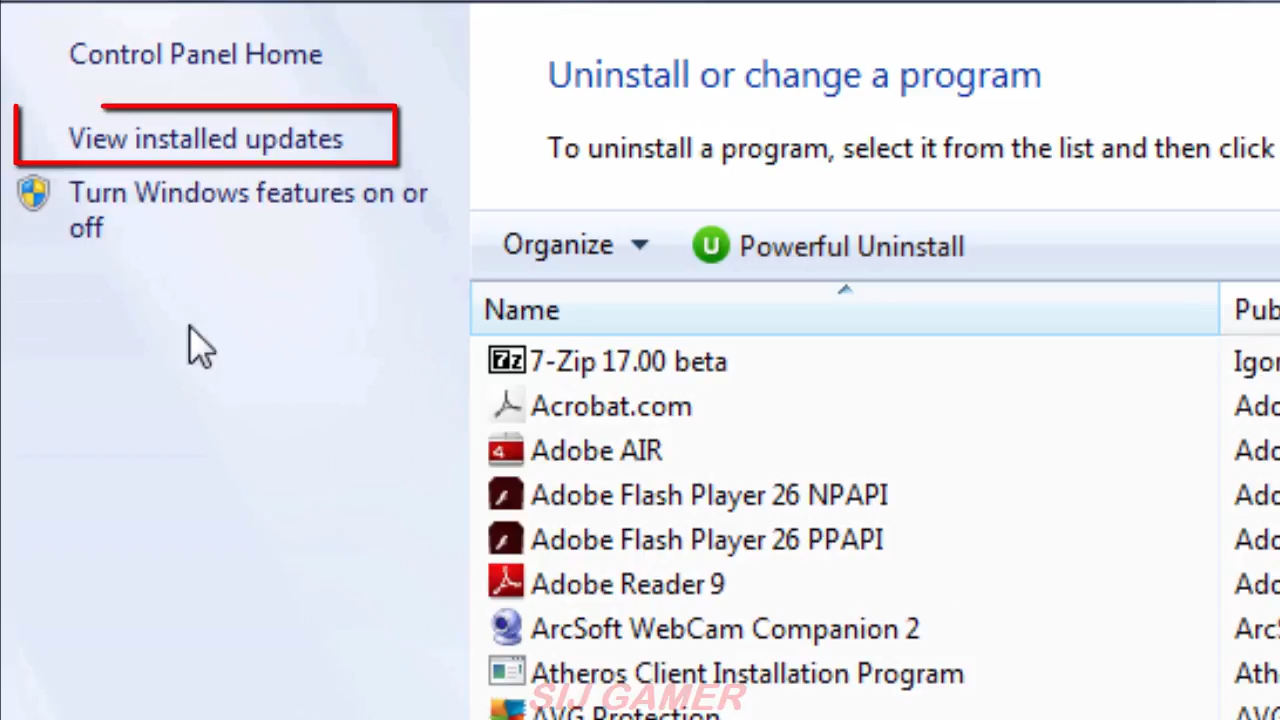 Control Panel Home
View installed updates
Turn Windows features on or
off
Uninstall or change a program
To uninstall a program, select it from the list and then click
Organize
U Powerful Uninstall
Name
Pub
7z 7-Zip 17.00 beta
Igor
Acrobat.com
Ado
Adobe AIR
Ado
Adobe Flash Player 26 NPAPI
Ado
Adobe Flash Player 26 PPAPI
Ado
Adobe Reader 9
Ado
ArcSoft WebCam Companion 2
ArcS
Atheros Client Installation Program
Ath
SIJ GAMER
AVG Protection
AVG